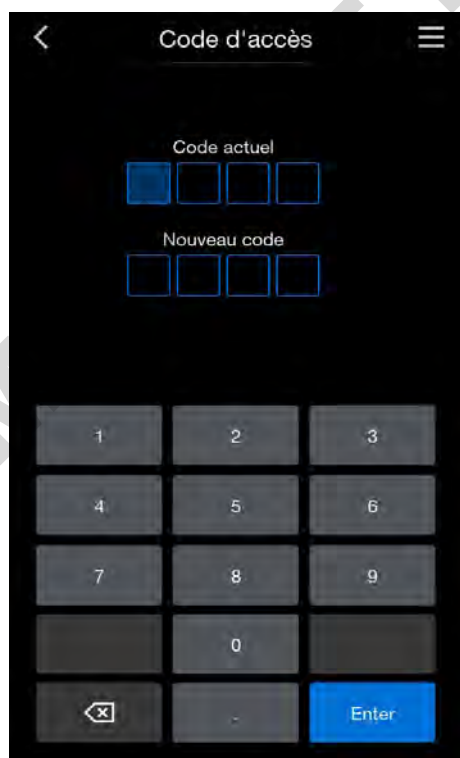 Code d'accès
Code actuel
Nouveau code
1 2 3
4 5 6
7 8 9
0
. Enter